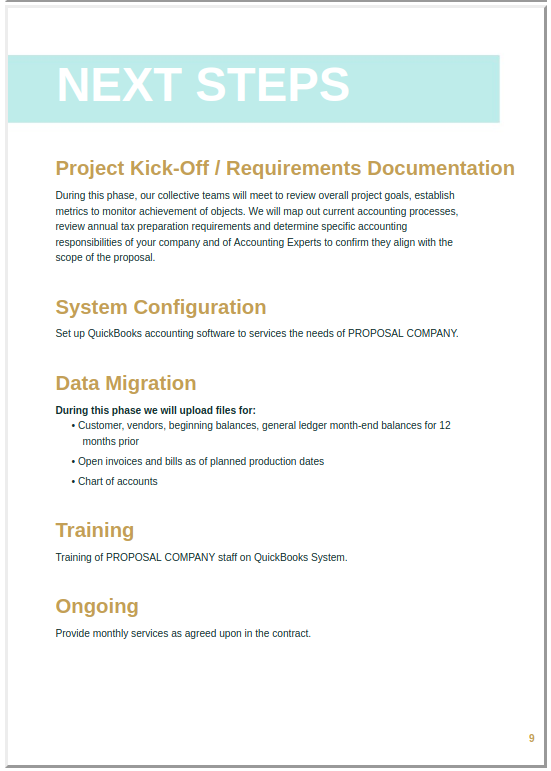 NEXT STEPS
Project Kick-Off / Requirements Documentation
During this phase, our collective teams will meet to review overall project goals, establish
metrics to monitor achievement of objects. We will map out current accounting processes,
review annual tax preparation requirements and determine specific accounting
responsibilities of your company and of Accounting Experts to confirm they align with the
scope of the proposal.
System Configuration
Set up QuickBooks accounting software to services the needs of PROPOSAL COMPANY.
Data Migration
During this phase we will upload files for:
• Customer, vendors, beginning balances, general ledger month-end balances for 12
months prior
• Open invoices and bills as of planned production dates
• Chart of accounts
Training
Training of PROPOSAL COMPANY staff on QuickBooks System.
Ongoing
Provide monthly services as agreed upon in the contract.
9